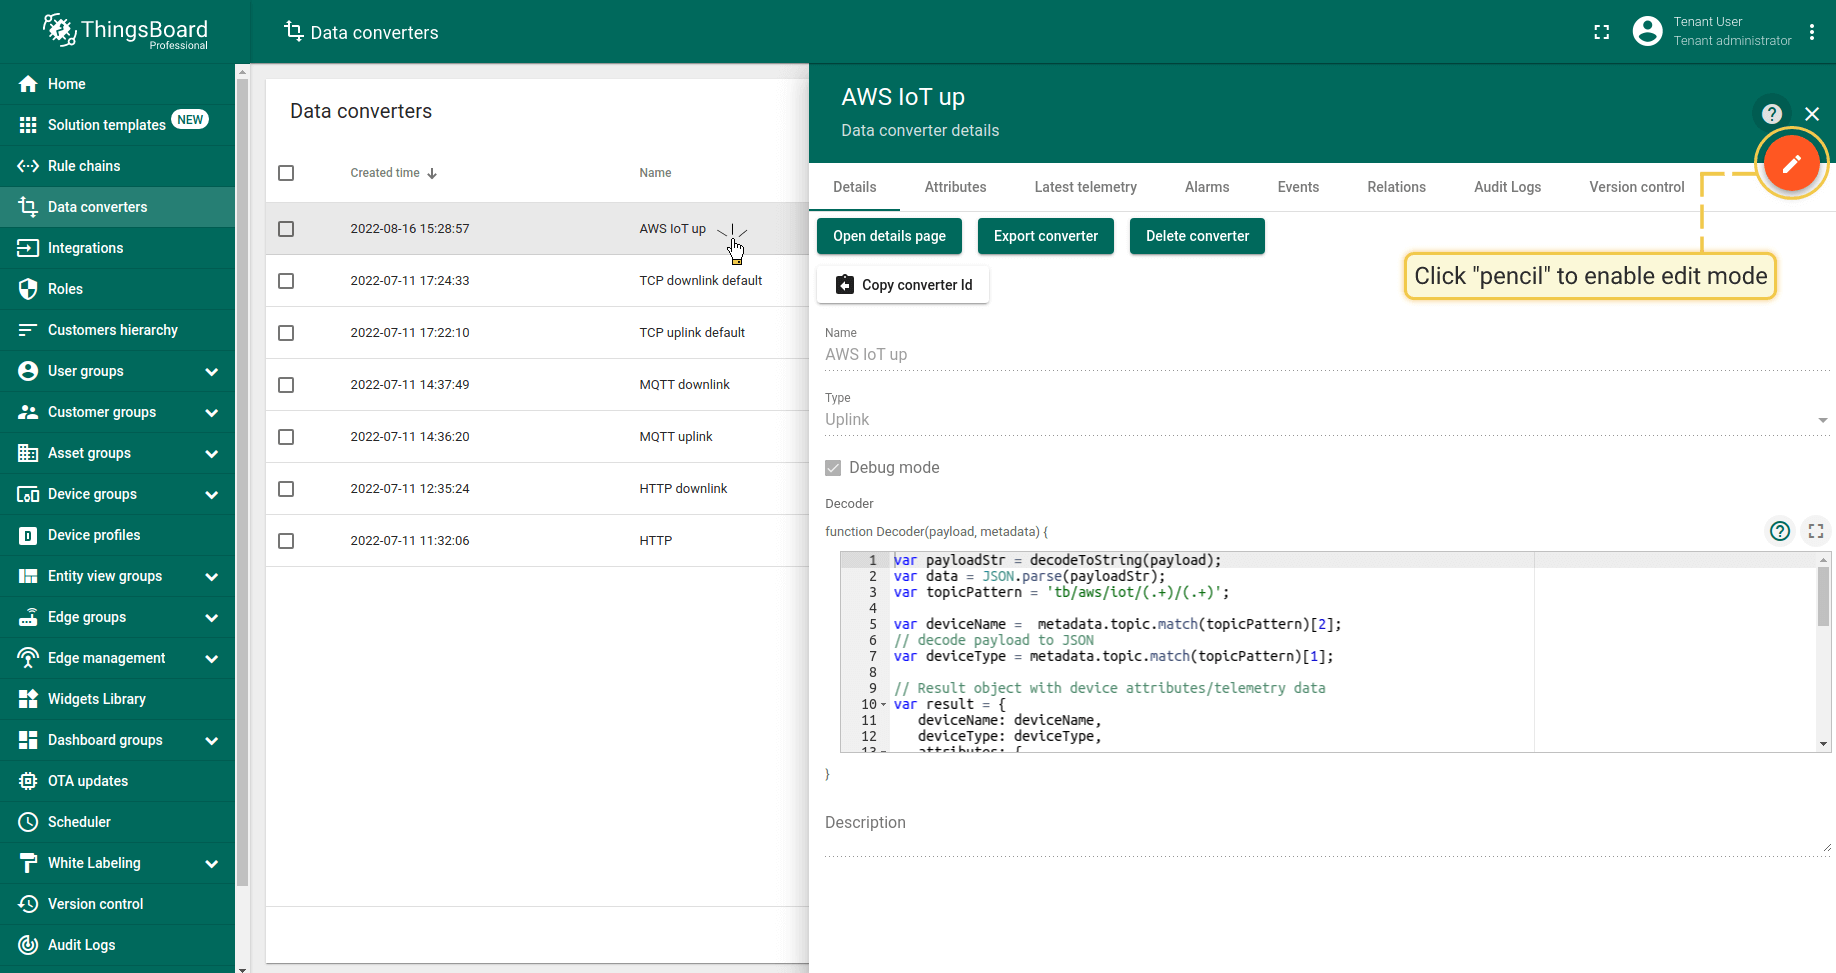 ThingsBoard
Professional
Data converters
Tenant User
Tenant administrator
Home
Solution templates NEW
Rule chains
Data converters
Integrations
Roles
Customers hierarchy
User groups
Customer groups
Asset groups
Device groups
Device profiles
Entity view groups
Edge groups
Edge management
Widgets Library
Dashboard groups
OTA updates
Scheduler
White Labeling
Version control
Audit Logs
Data converters
Created time Name
2022-08-16 15:28:57 AWS IoT up
2022-07-11 17:24:33 TCP downlink default
2022-07-11 17:22:10 TCP uplink default
2022-07-11 14:37:49 MQTT downlink
2022-07-11 14:36:20 MQTT uplink
2022-07-11 12:35:24 HTTP downlink
2022-07-11 11:32:06 HTTP
AWS IoT up
Data converter details
Details Attributes Latest telemetry Alarms Events Relations Audit Logs Version control
Open details page Export converter Delete converter
Click "pencil" to enable edit mode
Copy converter Id
Name
AWS IoT up
Type
Uplink
Debug mode
Decoder
function Decoder(payload, metadata) {
1 var payloadStr = decodeToString(payload);
2 var data = JSON.parse(payloadStr);
3 var topicPattern = 'tb/aws/iot/(.+)/(.+)';
4
5 var deviceName =  metadata.topic.match(topicPattern)[2];
6 // decode payload to JSON
7 var deviceType = metadata.topic.match(topicPattern)[1];
8
9 // Result object with device attributes/telemetry data
10 var result = {
11 deviceName: deviceName,
12 deviceType: deviceType,
13 attributes: {
}
Description